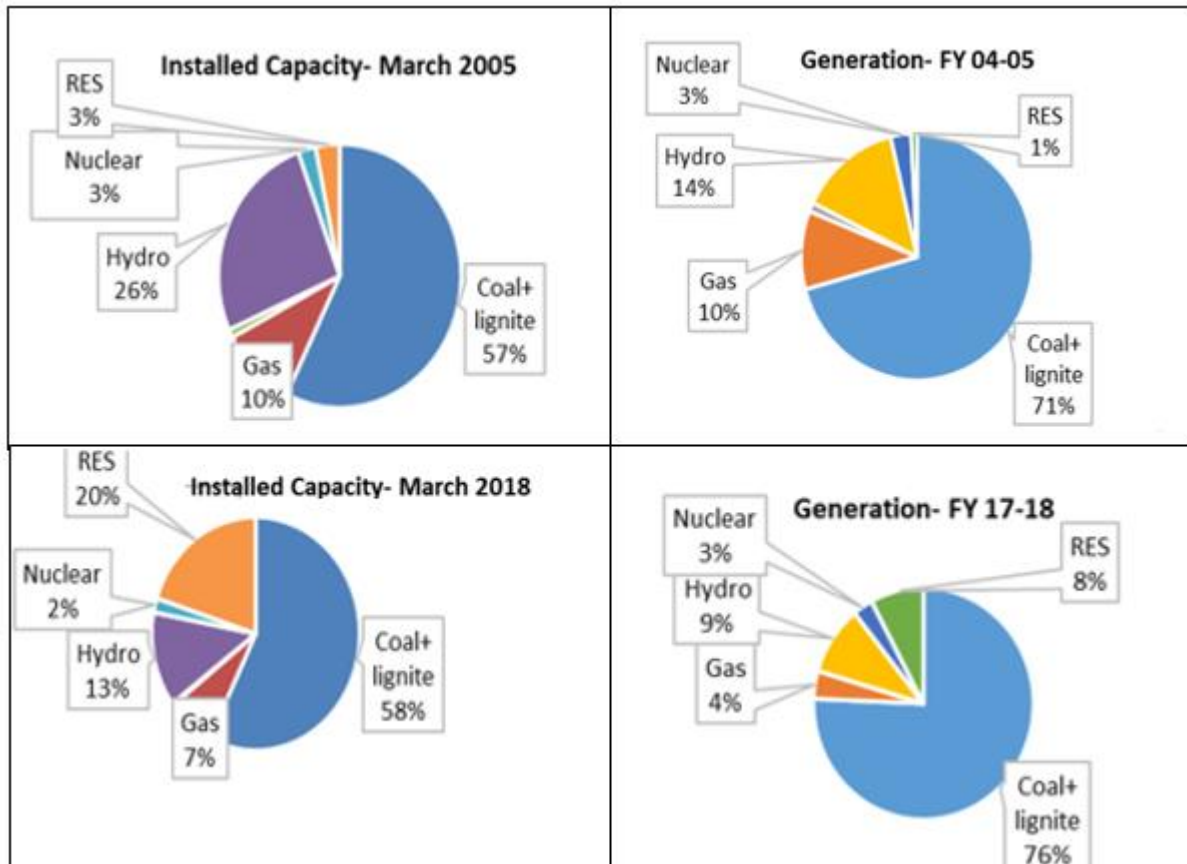 Installed Capacity- March 2005
RES
3%
Nuclear
3%
Hydro
26%
Gas
10%
Coal+
lignite
57%
Generation- FY 04-05
Nuclear
3%
RES
1%
Hydro
14%
Gas
10%
Coal+
lignite
71%
Installed Capacity- March 2018
RES
20%
Nuclear
2%
Hydro
13%
Gas
7%
Coal+
lignite
58%
Generation- FY 17-18
Nuclear
3%
RES
8%
Hydro
9%
Gas
4%
Coal+
lignite
76%